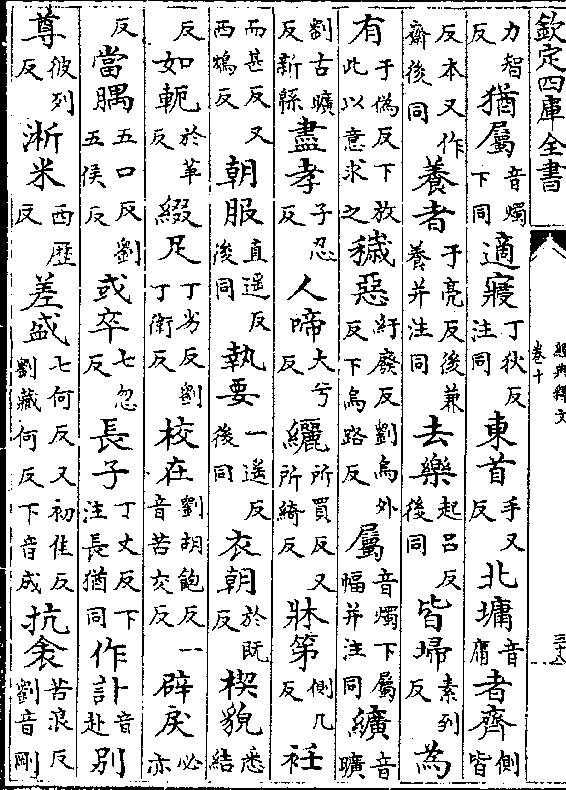 欽定四庫全書
經典釋文
卷十
三十八
力智反猶屬音燭下同適寢丁狄反注同東首手又反北墉音庸者齊側皆
反本又作齋後同養者于亮反後兼養并注同去樂起呂反後同皆埽素到反為
有于偽反下放此以意求之穢惡紆廢反劉烏外反下烏路反屬音燭下屬幅并注同纊音曠
劉古曠反新緜盡孝子忍反人啼大兮反纚所買反又所綺反牀笫側几反衽
而甚反又西鴆反朝服直遥反後同執要一遥反後同衣朝於既反楔貌悉結
反如軛於革反綴足丁劣反劉丁衛反校在劉胡飽反一音苦交反辟戾必亦
反當腢五口反劉五侯反或卒七忽反長子丁丈反下注長猶同作訃音赴別
尊彼列反淅米西歷反差盛七何反又初隹反劉藏何反下音成抗衾苦浪反劉音剛